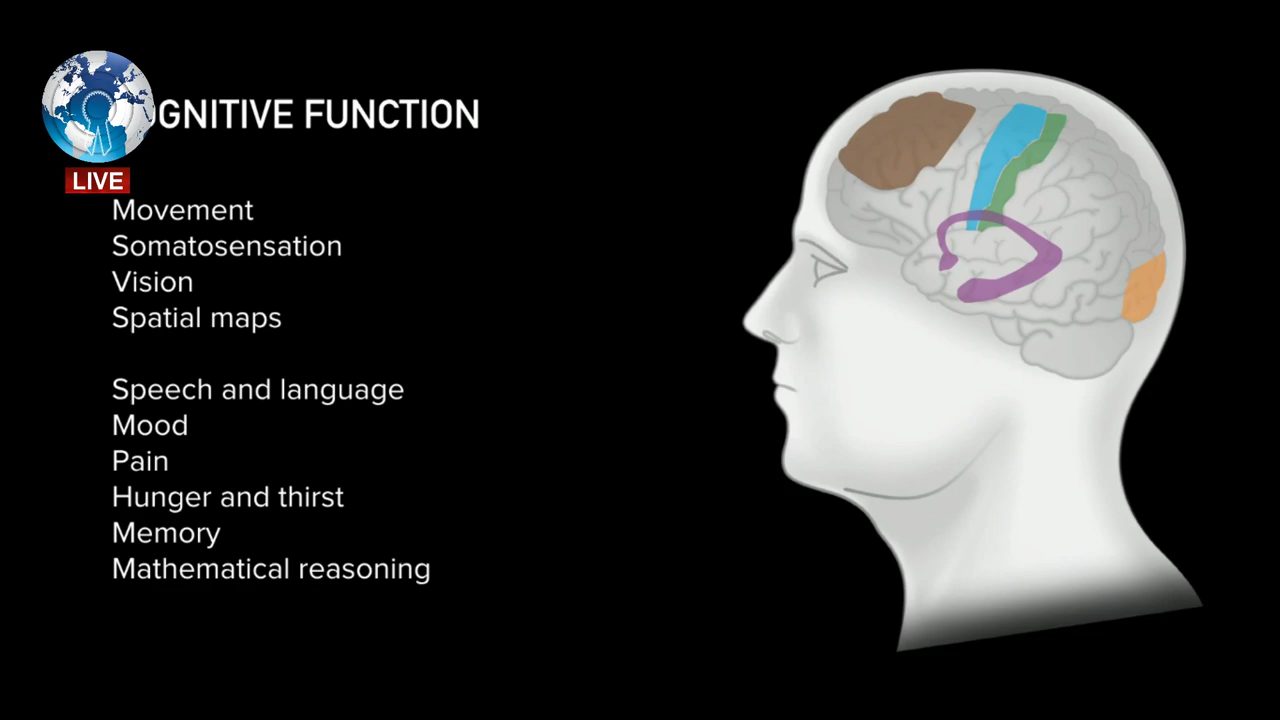 GNITIVE FUNCTION
LIVE
Movement
Somatosensation
Vision
Spatial maps
Speech and language
Mood
Pain
Hunger and thirst
Memory
Mathematical reasoning